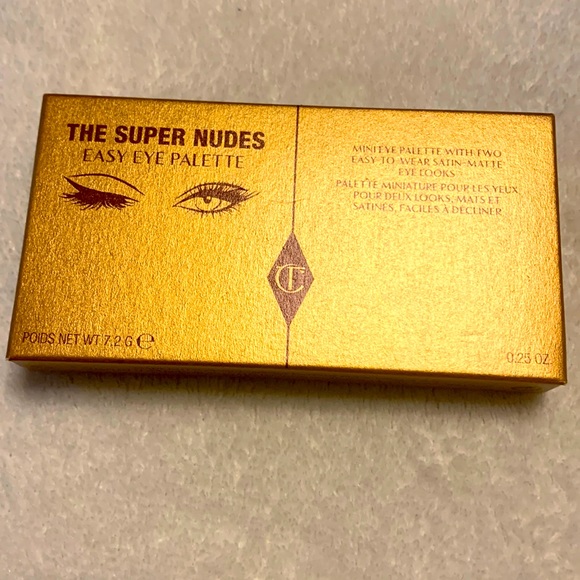 THE SUPER NUDES
EASY EYE PALETTE
MINI EYE PALETTE WITH TWO
EASY-TO-WEAR SATIN-MATTE
EYE LOOKS
PALETTE MINIATURE POUR LES YEUX
POUR DEUX LOOKS, MATS ET
SATINÉS, FACILES À DÉCLINER
CT
POIDS NET WT 7.2 G ℮
0.25 OZ